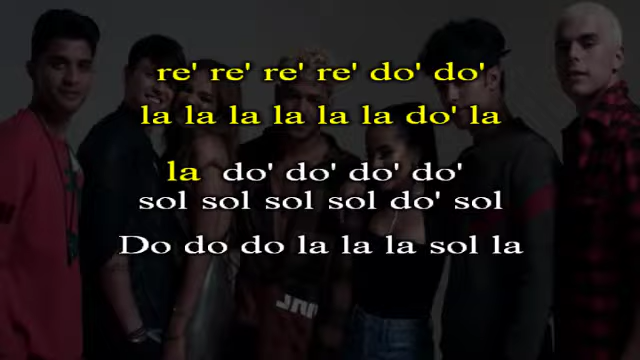 re' re' re' re' do' do'
la la la la la la do' la
la do' do' do' do'
sol sol sol sol do' sol
Do do do la la la sol la